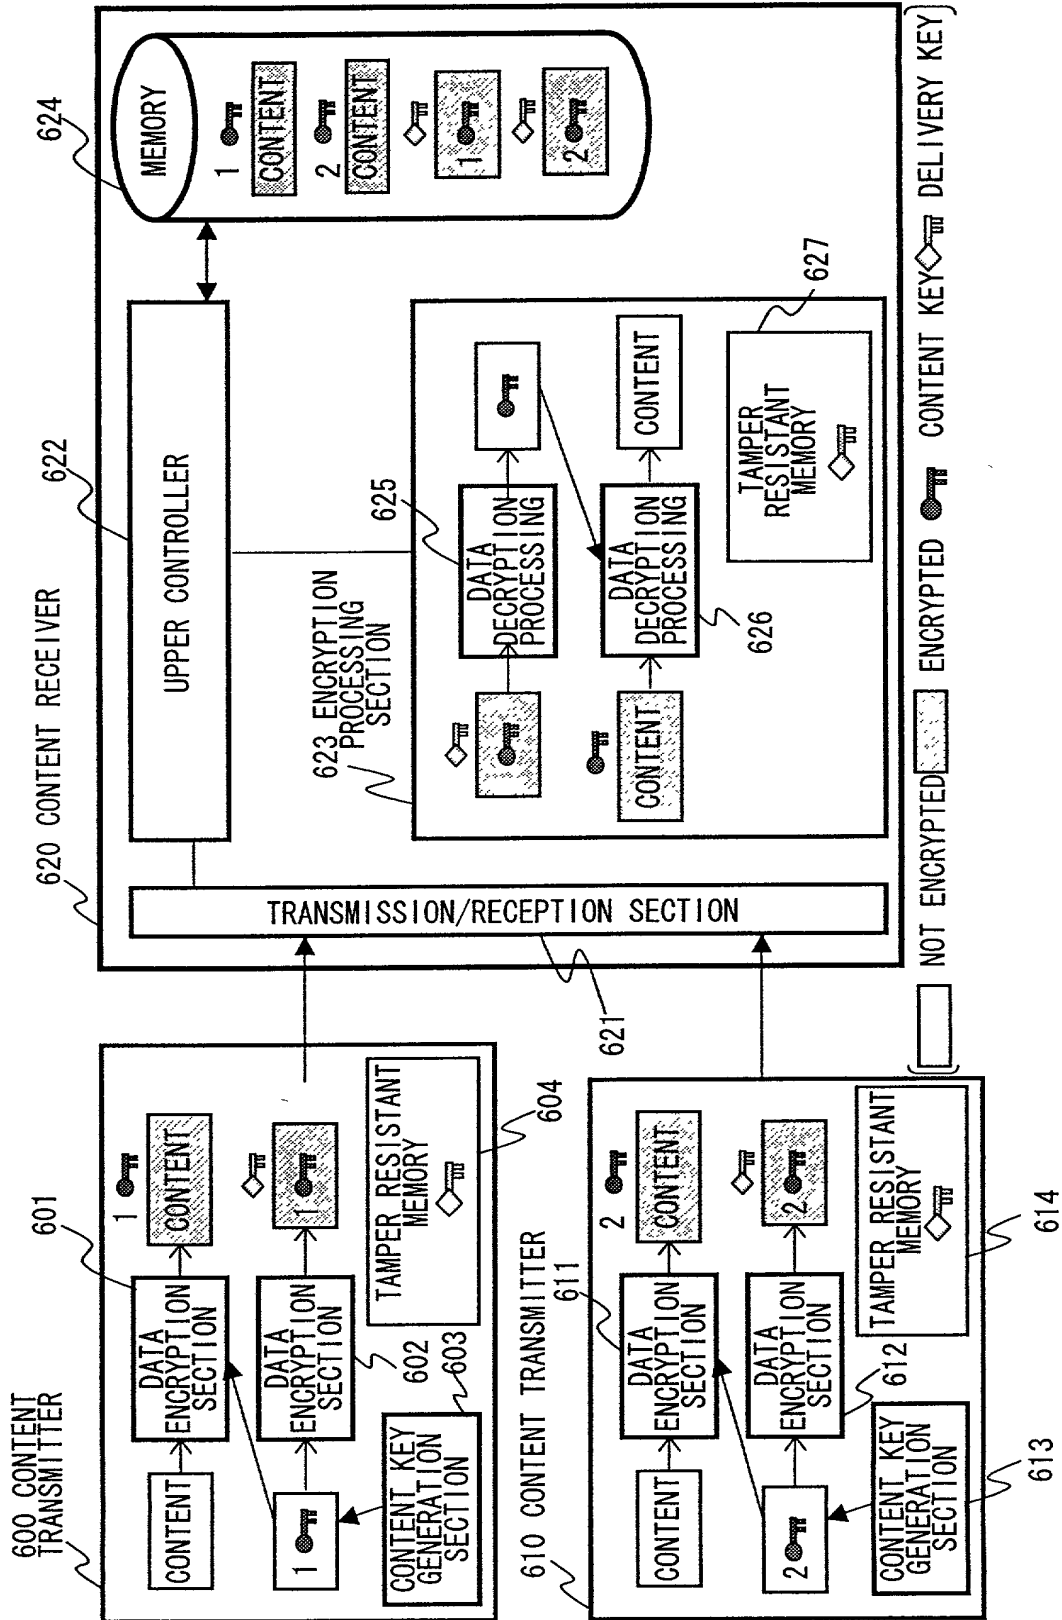 600 CONTENT
TRANSMITTER
601
CONTENT
DATA
ENCRYPTION
SECTION
1
CONTENT
1
DATA
ENCRYPTION
SECTION
1
602
603
CONTENT KEY
GENERATION
SECTION
TAMPER RESISTANT
MEMORY
604
610 CONTENT TRANSMITTER
611
CONTENT
DATA
ENCRYPTION
SECTION
2
CONTENT
2
DATA
ENCRYPTION
SECTION
2
612
CONTENT KEY
GENERATION
SECTION
613
TAMPER RESISTANT
MEMORY
614
620 CONTENT RECEIVER
TRANSMISSION/RECEPTION SECTION
621
622
UPPER CONTROLLER
624
MEMORY
1
CONTENT
2
CONTENT
1
2
623 ENCRYPTION
PROCESSING
SECTION
625
DATA
DECRYPTION
PROCESSING
CONTENT
DATA
DECRYPTION
PROCESSING
626
CONTENT
TAMPER
RESISTANT
MEMORY
627
( NOT ENCRYPTED ENCRYPTED CONTENT KEY DELIVERY KEY )